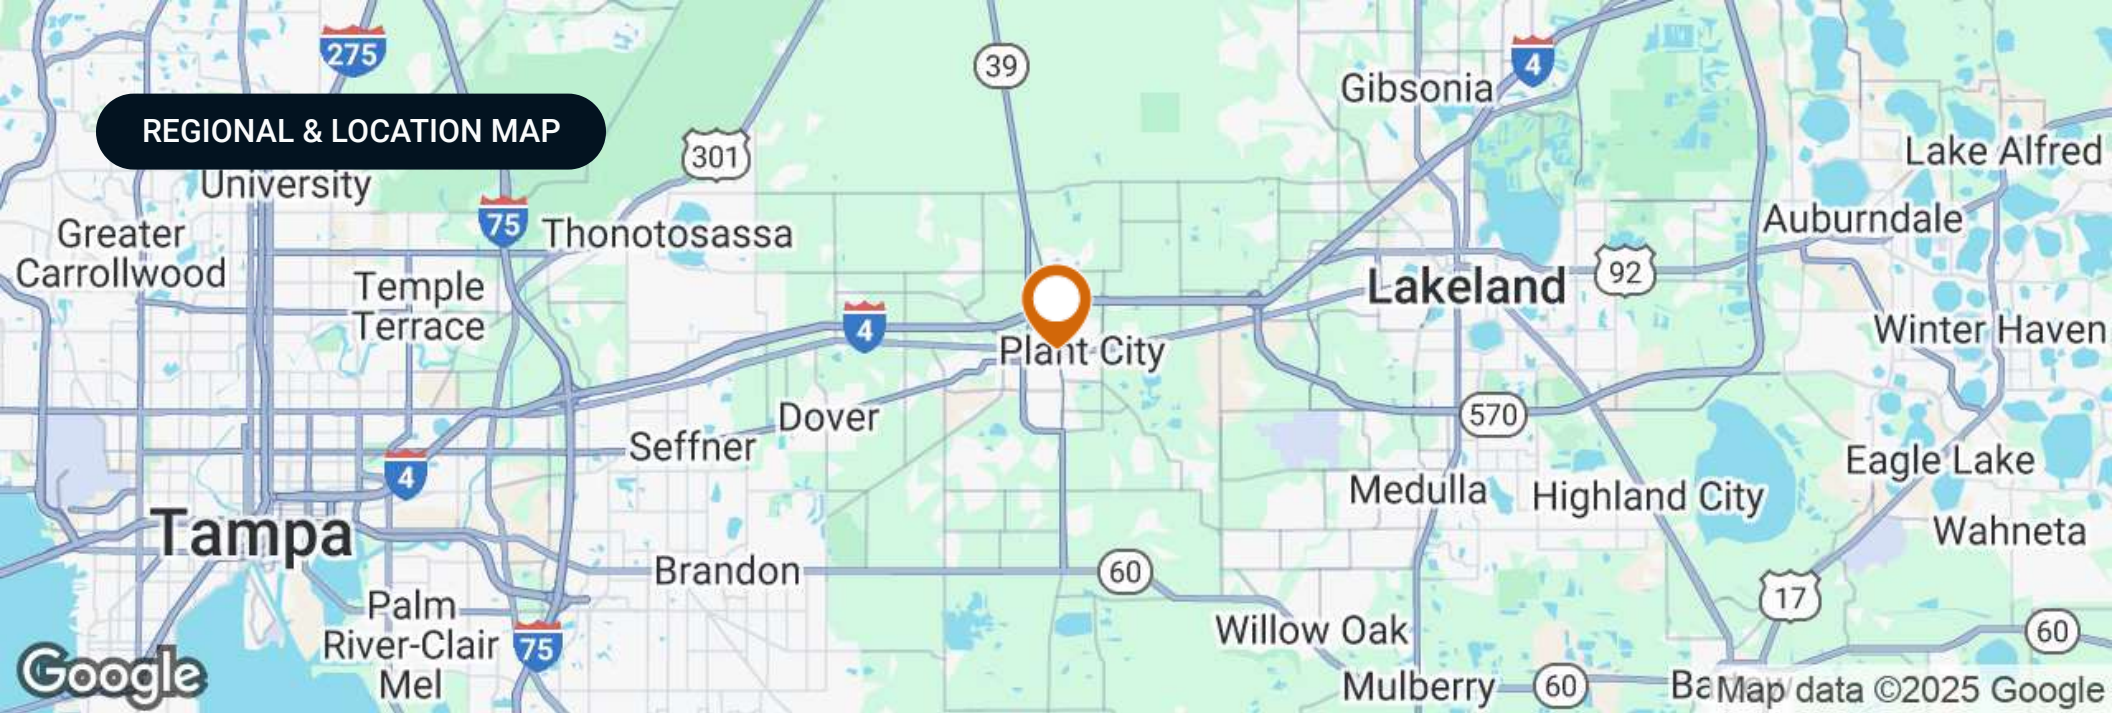 275
39
4
Gibsonia
REGIONAL & LOCATION MAP
301
Lake Alfred
University
75
Thonotosassa
Auburndale
Greater
Carrollwood
92
Temple
Terrace
Lakeland
4
Winter Haven
Plant City
Dover
570
Seffner
Eagle Lake
4
Medulla
Highland City
Tampa
Wahneta
Brandon
60
17
Palm
River-Clair
Mel
75
Willow Oak
60
Google
Mulberry
60
Map data ©2025 Google